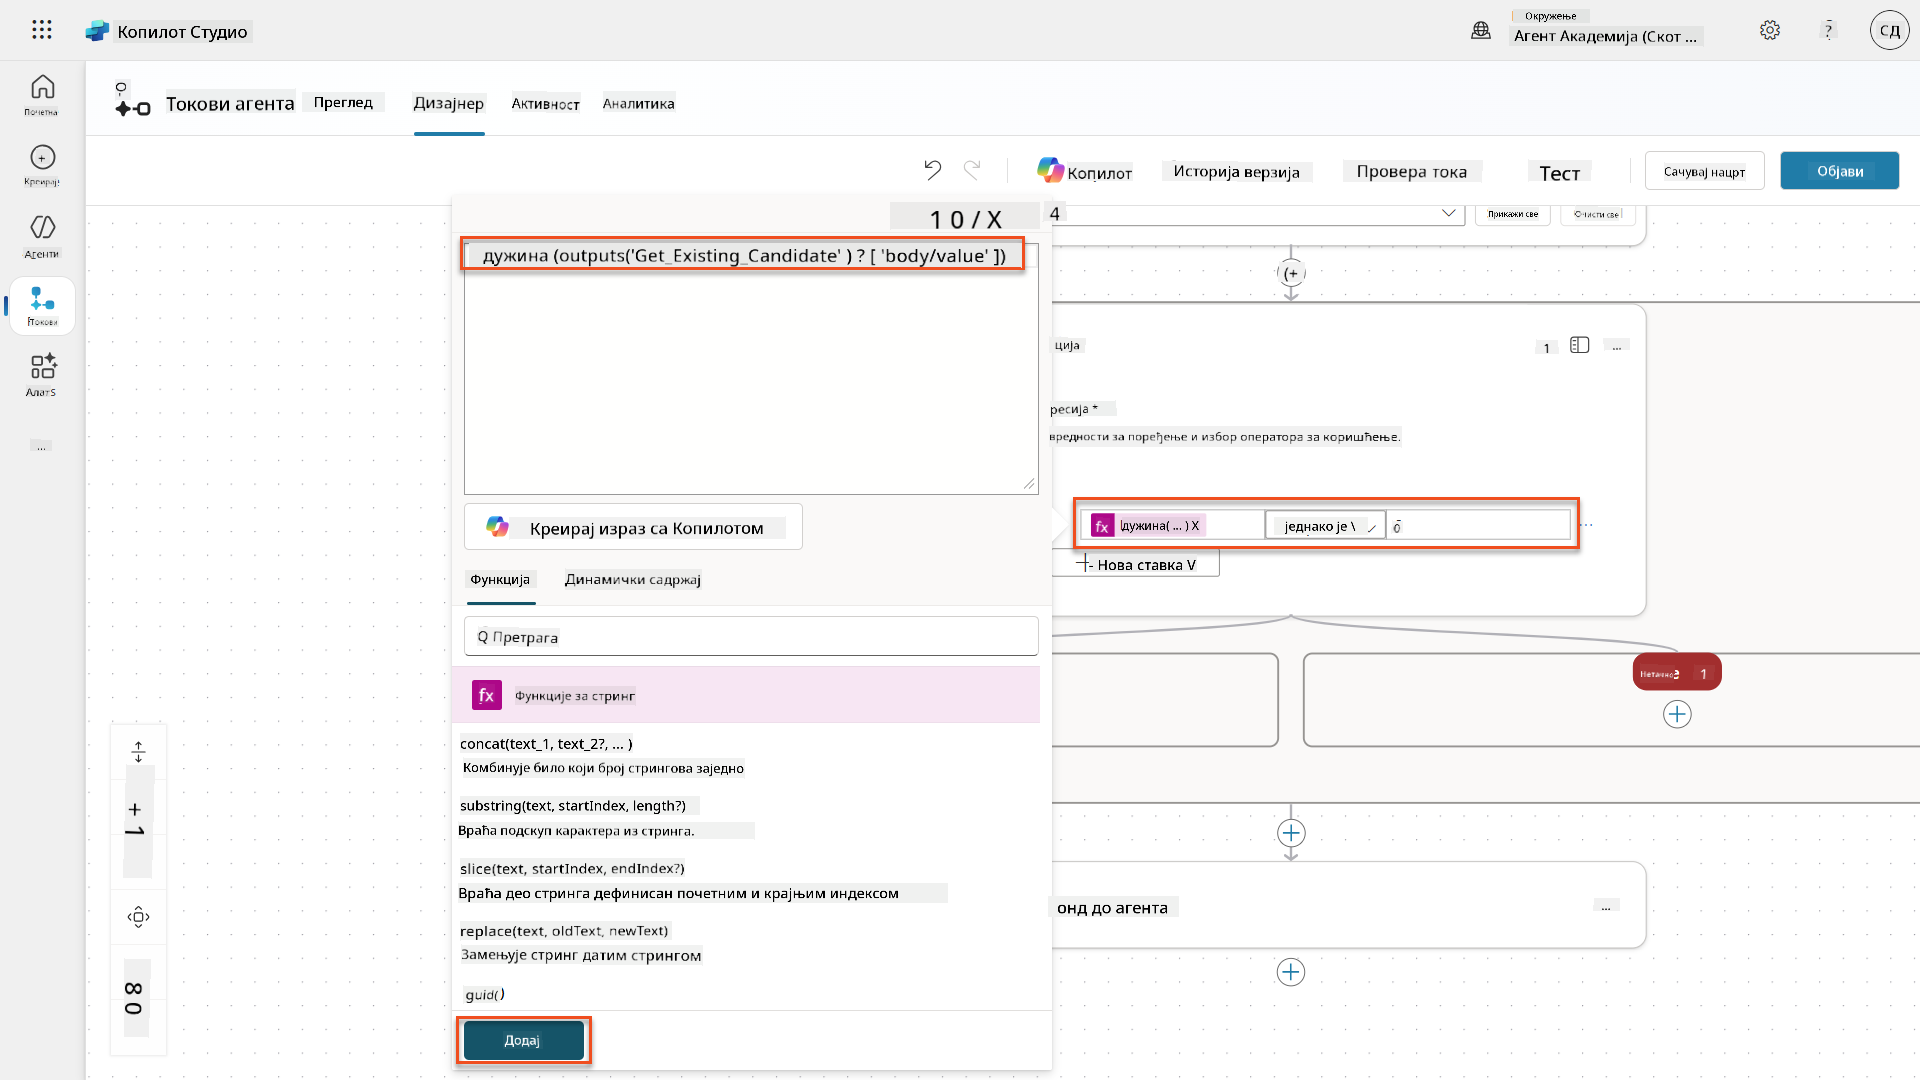 Копилот Студио
Окружење
Агент Академија (Скот ...
?
СД
Почетна
Токови агента
Преглед
Дизајнер
Активност
Аналитика
Креирај
Копилот
Историја верзија
Провера тока
Тест
Сачувај нацрт
Објави
Агенти
Токови
Алатs
...
10/X
4
Прикажи све
Очисти све
дужина (outputs('Get_Existing_Candidate' ) ? [ 'body/value' ])
(+
ција
1
...
ресија *
вредности за поређење и избор оператора за коришћење.
Креирај израз са Копилотом
fx дужина( ... ) X
једнако је \
...
- Нова ставка V
Функција
Динамички садржај
Q Претрага
fx Функције за стринг
1
concat(text_1, text_2?, ... )
Комбинује било који број стрингова заједно
substring(text, startIndex, length?)
Враћа подскуп карактера из стринга.
slice(text, startIndex, endIndex?)
Враћа део стринга дефинисан почетним и крајњим индексом
replace(text, oldText, newText)
Замењује стринг датим стрингом
guid()
Додај
онд до агента
...
+ 1
80